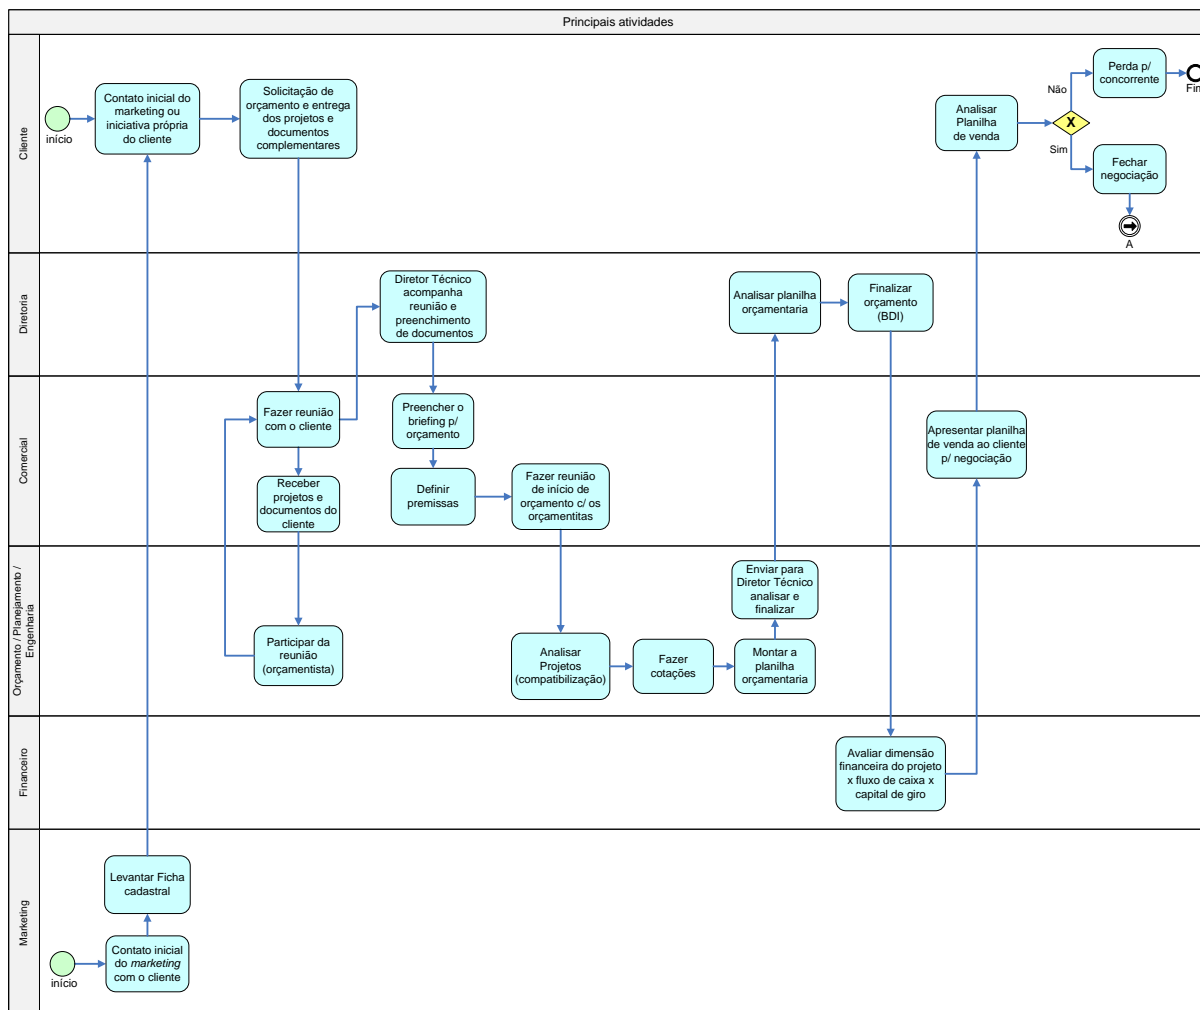 Principais atividades
Cliente
início
Contato inicial do
marketing ou
iniciativa própria
do cliente
Solicitação de
orçamento e entrega
dos projetos e
documentos
complementares
Analisar
Planilha
de venda
X
Não
Sim
Perda p/
concorrente
Fim
Fechar
negociação
A
Diretoria
Diretor Técnico
acompanha
reunião e
preenchimento
de documentos
Analisar planilha
orçamentaria
Finalizar
orçamento
(BDI)
Comercial
Fazer reunião
com o cliente
Receber
projetos e
documentos do
cliente
Preencher o
briefing p/
orçamento
Definir
premissas
Fazer reunião
de início de
orçamento c/ os
orçamentitas
Apresentar planilha
de venda ao cliente
p/ negociação
Orçamento / Planejamento /
Engenharia
Participar da
reunião
(orçamentista)
Analisar
Projetos
(compatibilização)
Fazer
cotações
Montar a
planilha
orçamentaria
Enviar para
Diretor Técnico
analisar e
finalizar
Financeiro
Avaliar dimensão
financeira do projeto
x fluxo de caixa x
capital de giro
Marketing
Levantar Ficha
cadastral
início
Contato inicial
do marketing
com o cliente